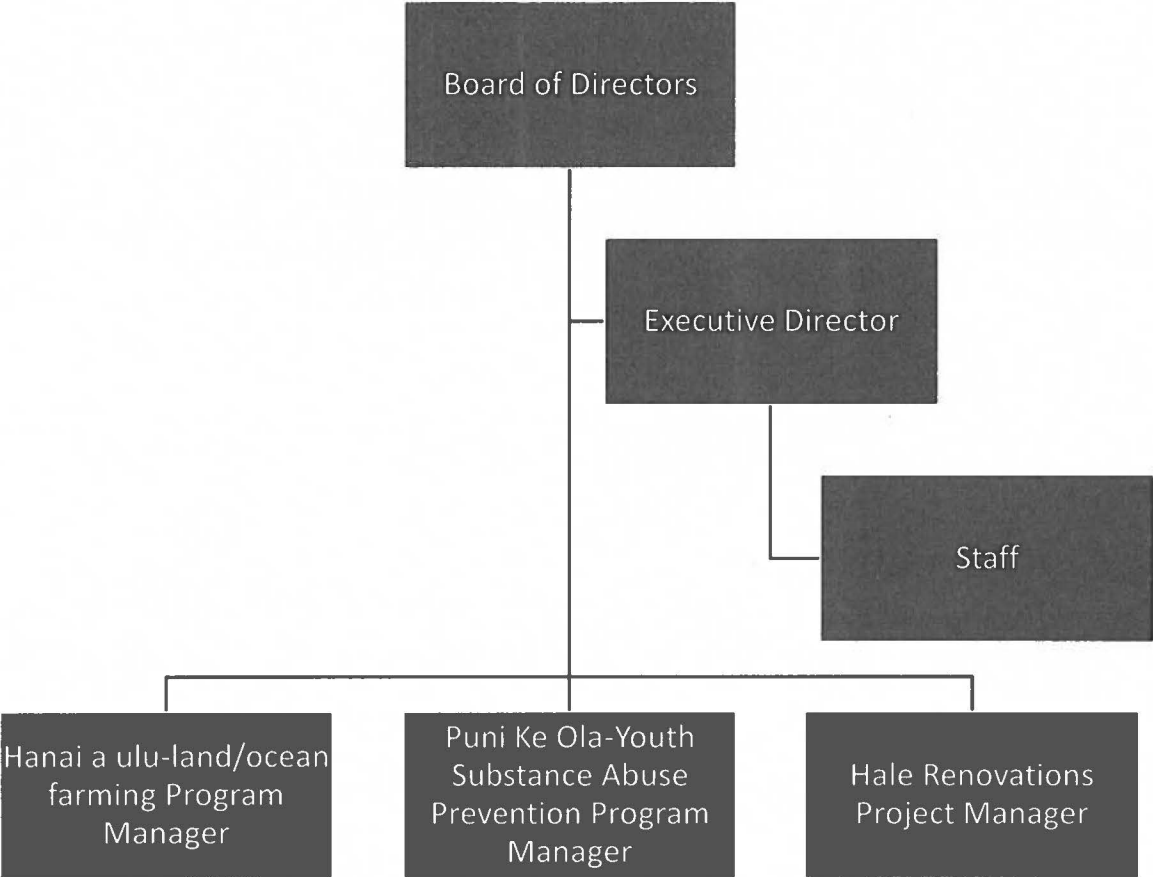 Board of Directors
Executive Director
Staff
Hanai a ulu-land/ocean
farming Program
Manager
Puni Ke Ola-Youth
Substance Abuse
Prevention Program
Manager
Hale Renovations
Project Manager